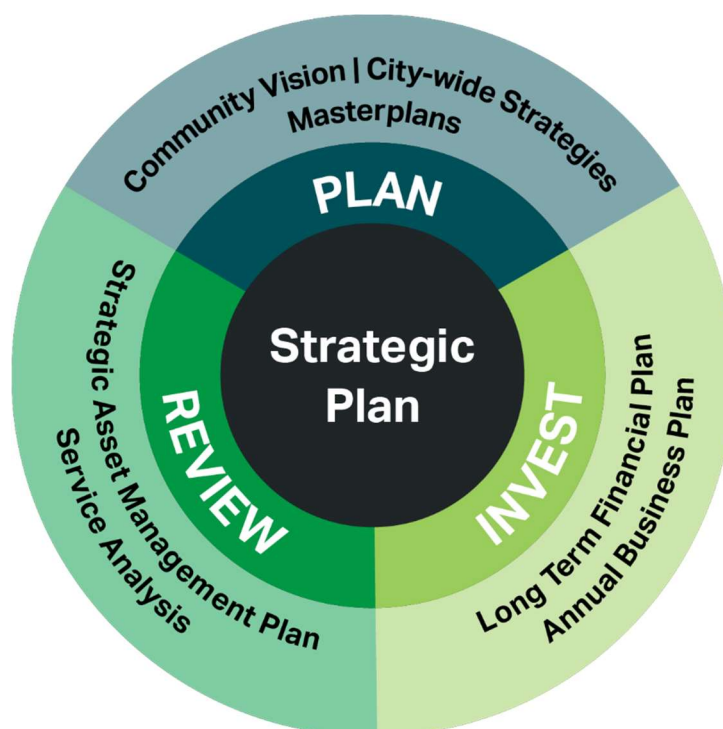 Community Vision | City-wide Strategies
Masterplans
PLAN
Strategic
Plan
INVEST
Long Term Financial Plan
Annual Business Plan
REVIEW
Strategic Asset Management Plan
Service Analysis